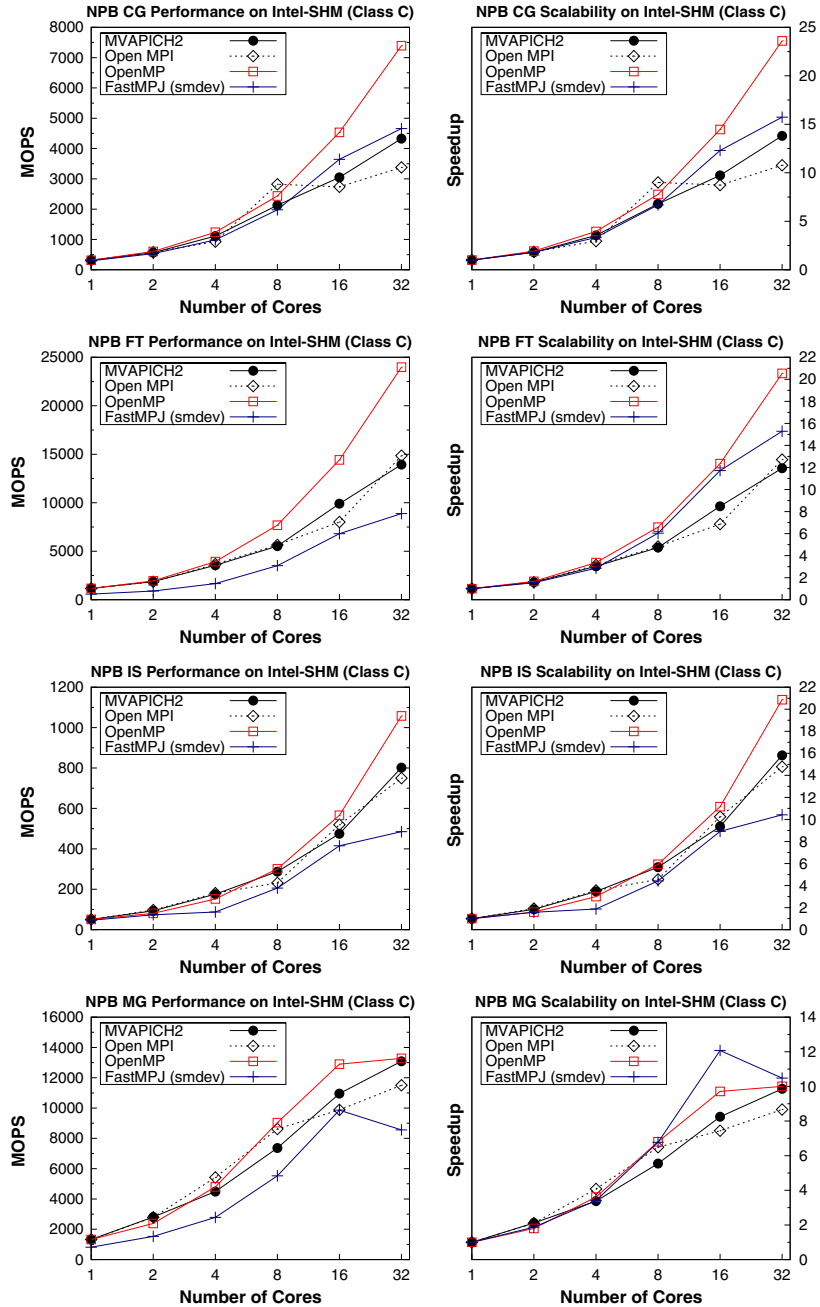 NPB CG Performance on Intel-SHM (Class C)
8000
7000
6000
5000
4000
3000
2000
1000
0
MOPS
MVAPICH2
Open MPI
OpenMP
FastMPJ (smdev)
1 2 4 8 16 32
Number of Cores
NPB CG Scalability on Intel-SHM (Class C)
25
20
15
10
5
0
Speedup
MVAPICH2
Open MPI
OpenMP
FastMPJ (smdev)
1 2 4 8 16 32
Number of Cores
NPB FT Performance on Intel-SHM (Class C)
25000
20000
15000
10000
5000
0
MOPS
MVAPICH2
Open MPI
OpenMP
FastMPJ (smdev)
1 2 4 8 16 32
Number of Cores
NPB FT Scalability on Intel-SHM (Class C)
22
20
18
16
14
12
10
8
6
4
2
0
Speedup
MVAPICH2
Open MPI
OpenMP
FastMPJ (smdev)
1 2 4 8 16 32
Number of Cores
NPB IS Performance on Intel-SHM (Class C)
1200
1000
800
600
400
200
0
MOPS
MVAPICH2
Open MPI
OpenMP
FastMPJ (smdev)
1 2 4 8 16 32
Number of Cores
NPB IS Scalability on Intel-SHM (Class C)
22
20
18
16
14
12
10
8
6
4
2
0
Speedup
MVAPICH2
Open MPI
OpenMP
FastMPJ (smdev)
1 2 4 8 16 32
Number of Cores
NPB MG Performance on Intel-SHM (Class C)
16000
14000
12000
10000
8000
6000
4000
2000
0
MOPS
MVAPICH2
Open MPI
OpenMP
FastMPJ (smdev)
1 2 4 8 16 32
Number of Cores
NPB MG Scalability on Intel-SHM (Class C)
14
12
10
8
6
4
2
0
Speedup
MVAPICH2
Open MPI
OpenMP
FastMPJ (smdev)
1 2 4 8 16 32
Number of Cores